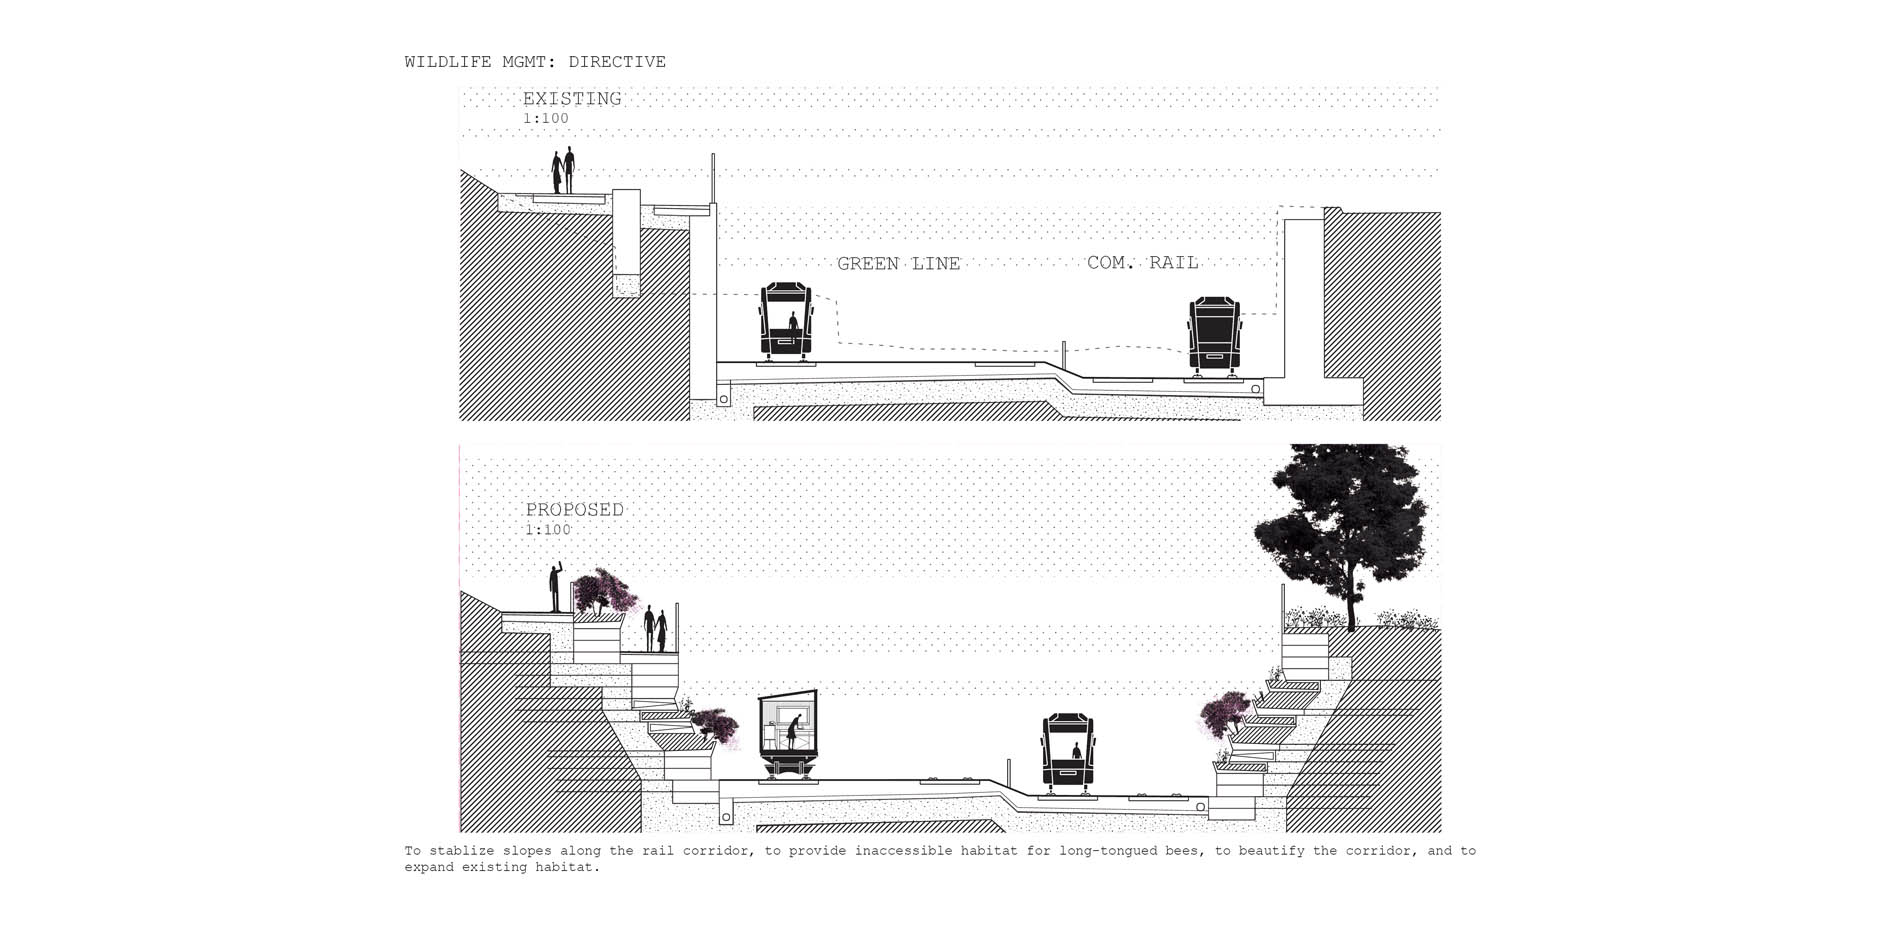 WILDLIFE MGMT: DIRECTIVE
EXISTING
1:100
GREEN LINE
COM. RAIL
PROPOSED
1:100
To stablize slopes along the rail corridor, to provide inaccessible habitat for long-tongued bees, to beautify the corridor, and to
expand existing habitat.